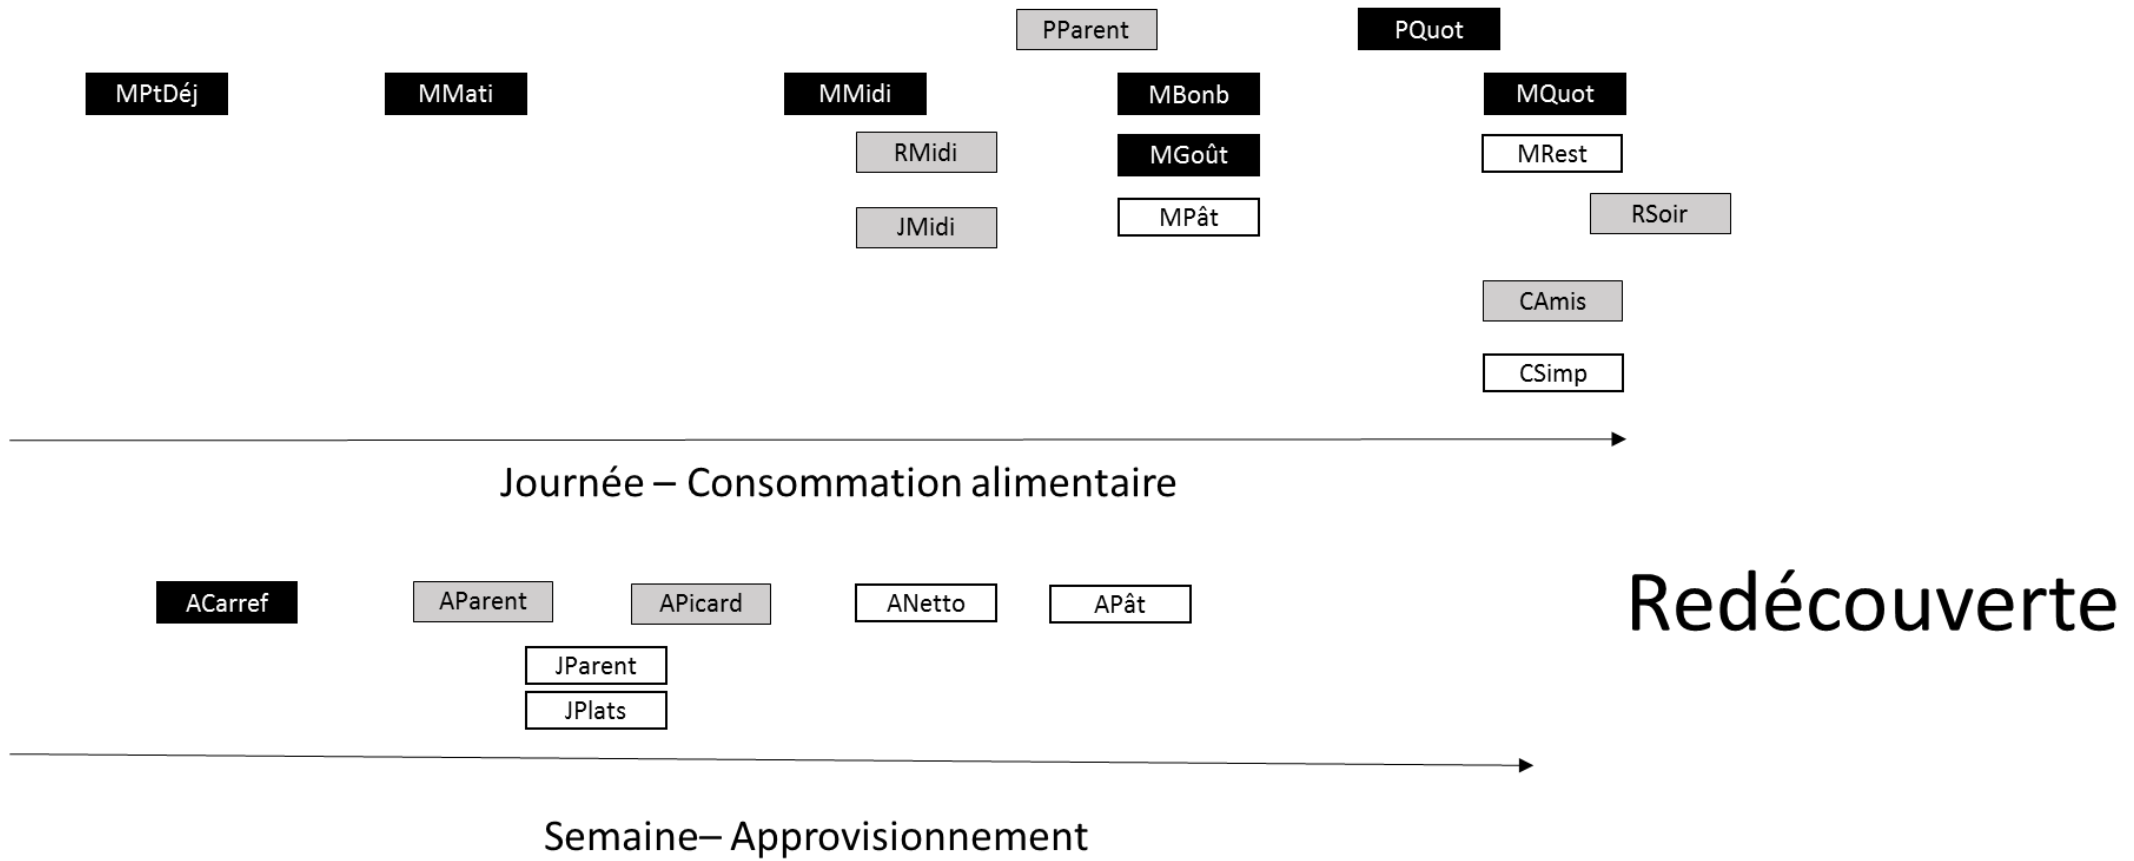 PParent
PQuot
MPtDéj
MMati
MMidi
MBonb
MQuot
RMidi
MGoût
MRest
JMidi
MPât
RSoir
CAmis
CSimp
Journée – Consommation alimentaire
ACarref
AParent
APicard
ANetto
APât
Redécouverte
JParent
JPlats
Semaine– Approvisionnement